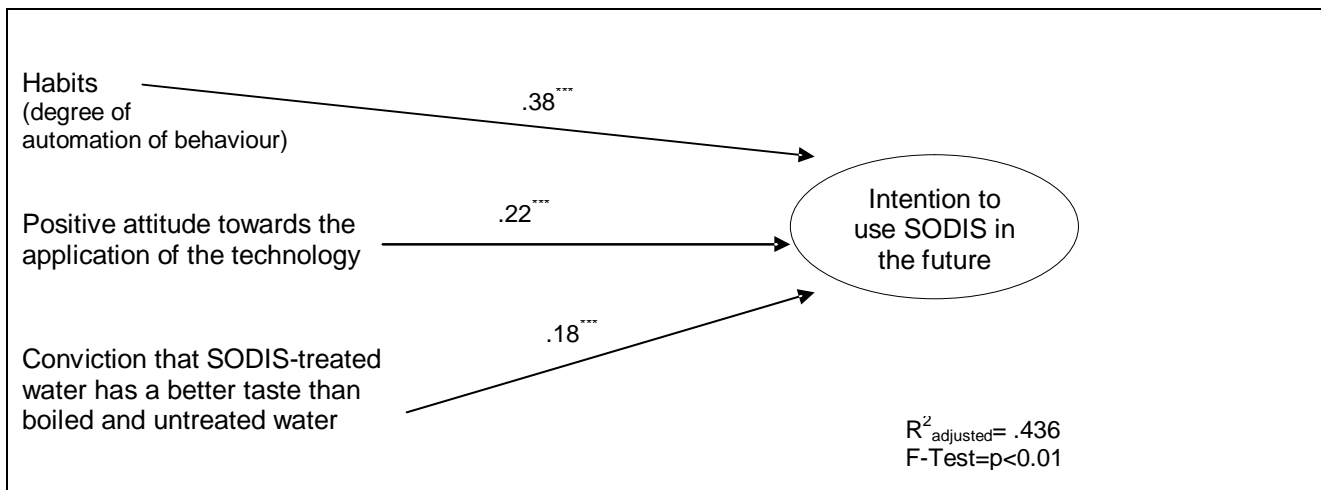 Habits
(degree of
automation of behaviour)
.38***
Positive attitude towards the
application of the technology
.22***
Conviction that SODIS-treated
water has a better taste than
boiled and untreated water
.18***
Intention to
use SODIS in
the future
R²adjusted= .436
F-Test=p<0.01